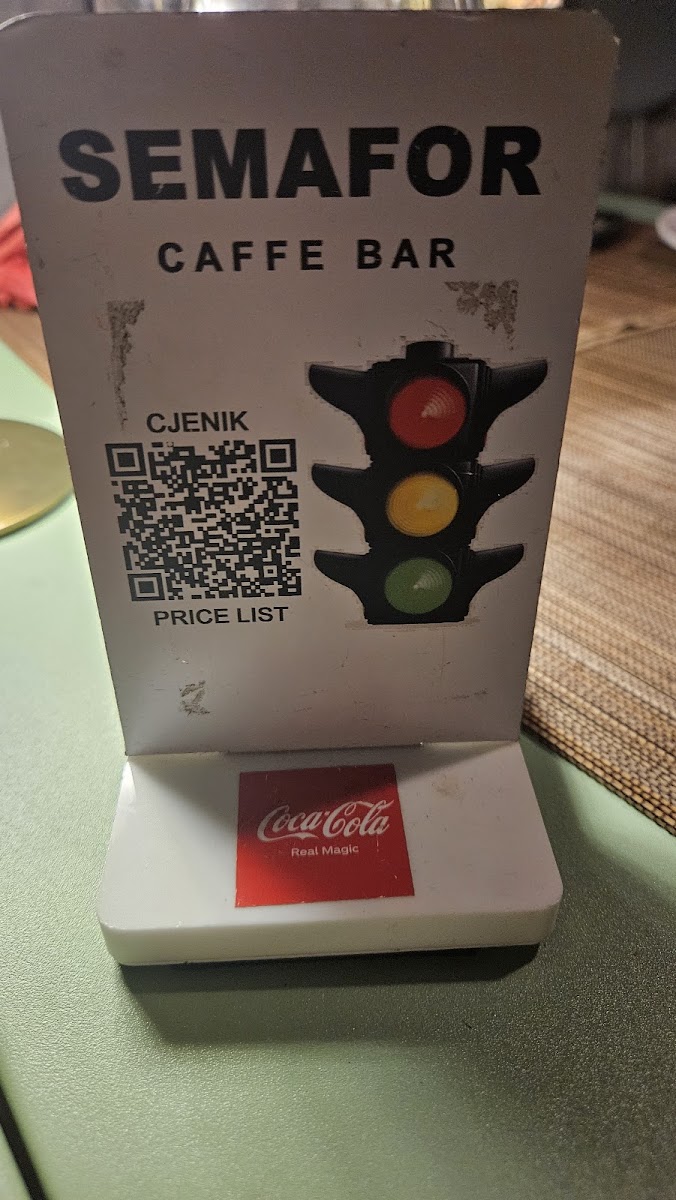 SEMAFOR
CAFFE BAR
CJENIK
PRICE LIST
Coca-Cola
Real Magic